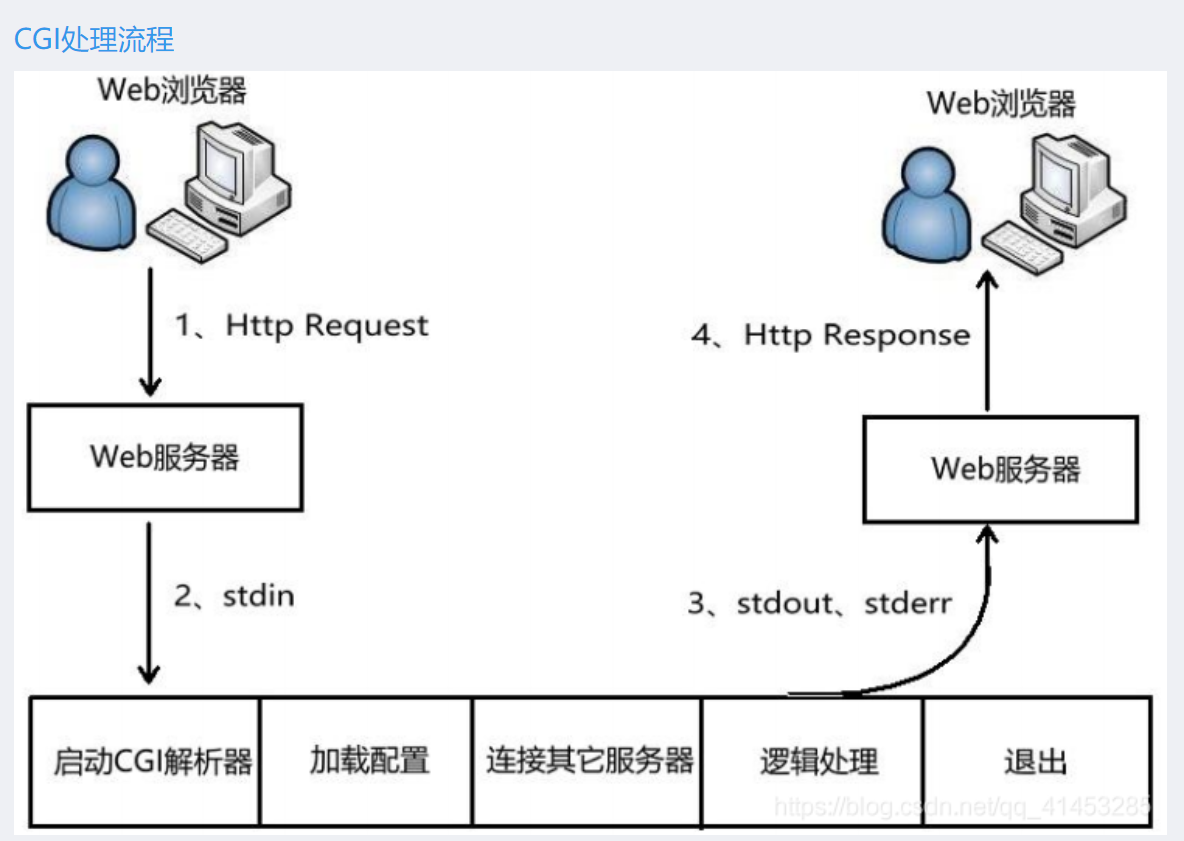 CGI处理流程
Web浏览器
Web浏览器
1、Http Request
4、Http Response
Web服务器
Web服务器
2、stdin
3、stdout、stderr
启动CGI解析器
加载配置
连接其它服务器
逻辑处理
退出
https://blog.csdn.net/qq_41453285